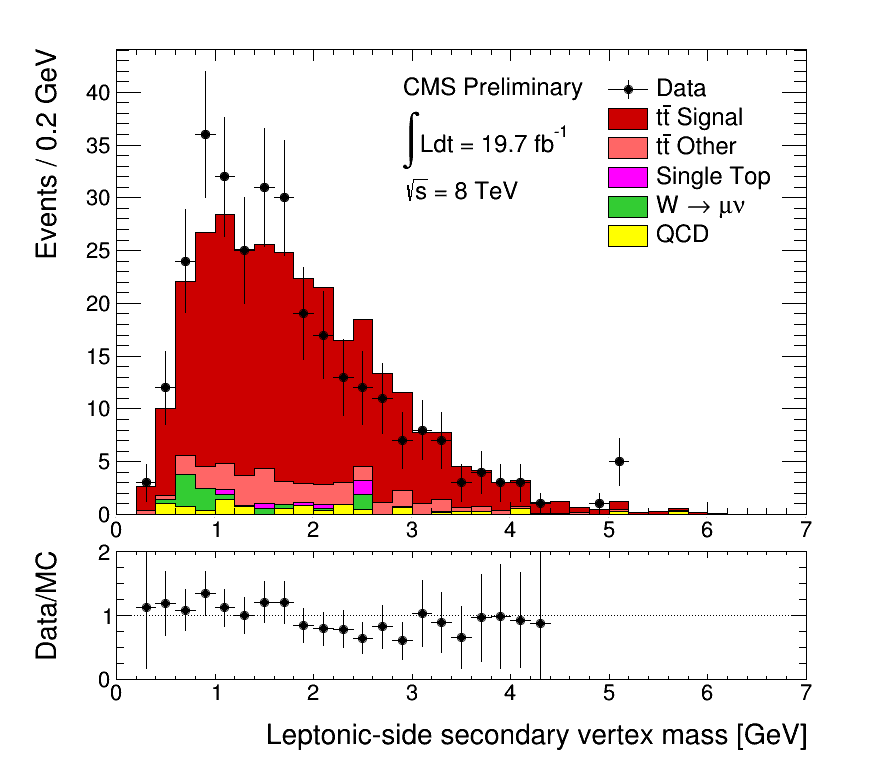 Events / 0.2 GeV
40
35
30
25
20
15
10
5
0
CMS Preliminary
∫Ldt = 19.7 fb⁻¹
√s = 8 TeV
Data
tt̄ Signal
tt̄ Other
Single Top
W → μν
QCD
0 1 2 3 4 5 6 7
Data/MC
2
1
0
0 1 2 3 4 5 6 7
Leptonic-side secondary vertex mass [GeV]